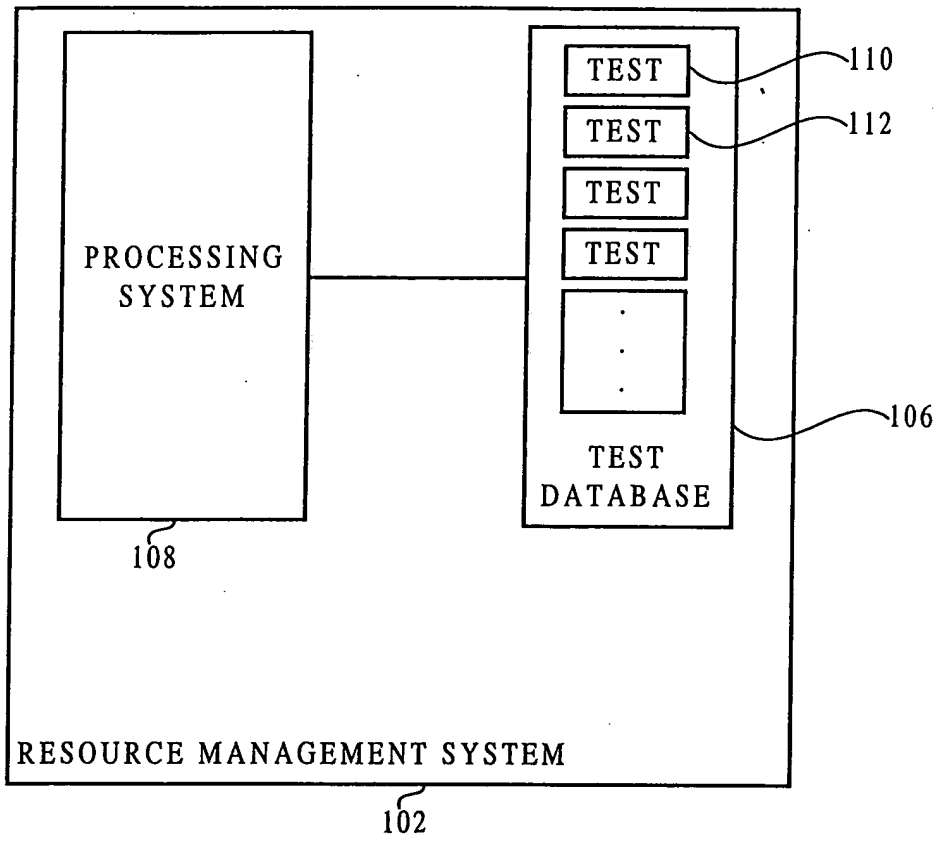 TEST
110
TEST
112
TEST
TEST
PROCESSING
SYSTEM
106
TEST
DATABASE
108
RESOURCE MANAGEMENT SYSTEM
102